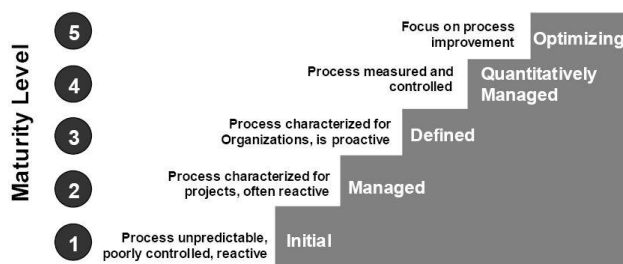 Maturity Level
5
Focus on process
improvement
Optimizing
4
Process measured and
controlled
Quantitatively
Managed
3
Process characterized for
Organizations, is proactive
Defined
2
Process characterized for
projects, often reactive
Managed
1
Process unpredictable,
poorly controlled, reactive
Initial